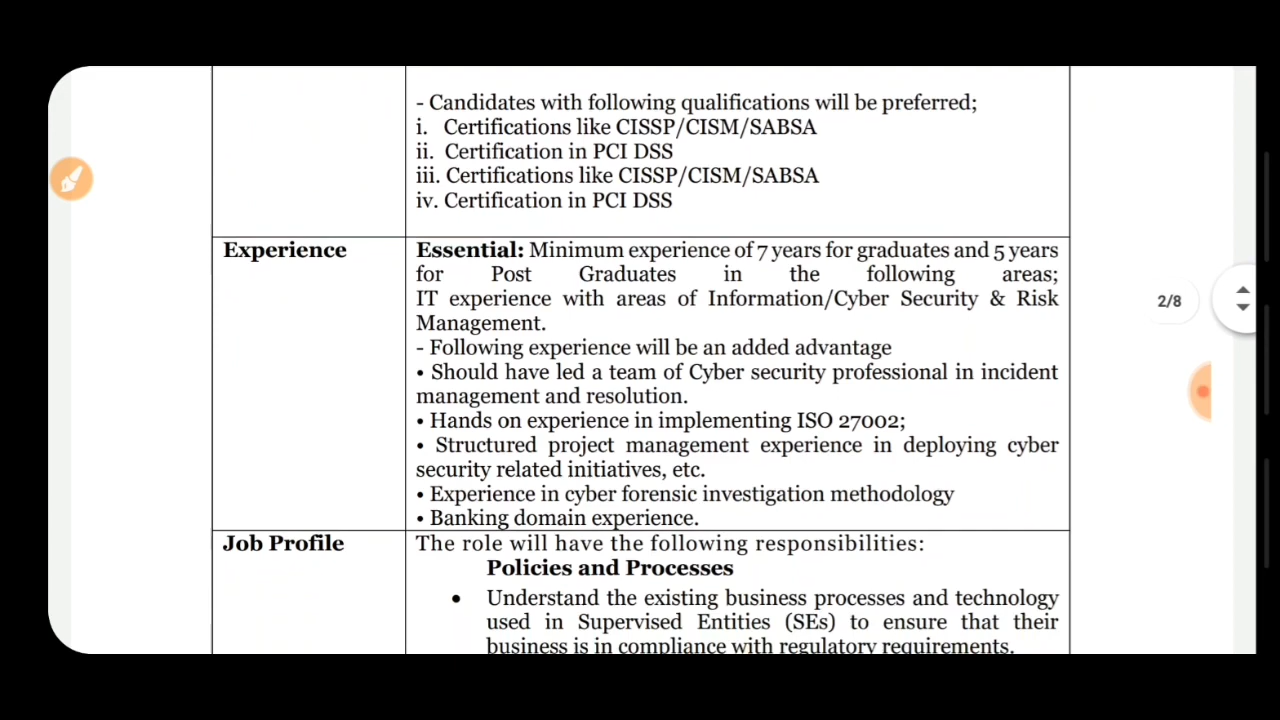 - Candidates with following qualifications will be preferred;
i. Certifications like CISSP/CISM/SABSA
ii. Certification in PCI DSS
iii. Certifications like CISSP/CISM/SABSA
iv. Certification in PCI DSS
Experience
Essential: Minimum experience of 7 years for graduates and 5 years
for Post Graduates in the following areas;
IT experience with areas of Information/Cyber Security & Risk
Management.
- Following experience will be an added advantage
• Should have led a team of Cyber security professional in incident
management and resolution.
• Hands on experience in implementing ISO 27002;
• Structured project management experience in deploying cyber
security related initiatives, etc.
• Experience in cyber forensic investigation methodology
• Banking domain experience.
Job Profile
The role will have the following responsibilities:
Policies and Processes
• Understand the existing business processes and technology
used in Supervised Entities (SEs) to ensure that their
business is in compliance with regulatory requirements.
2/8